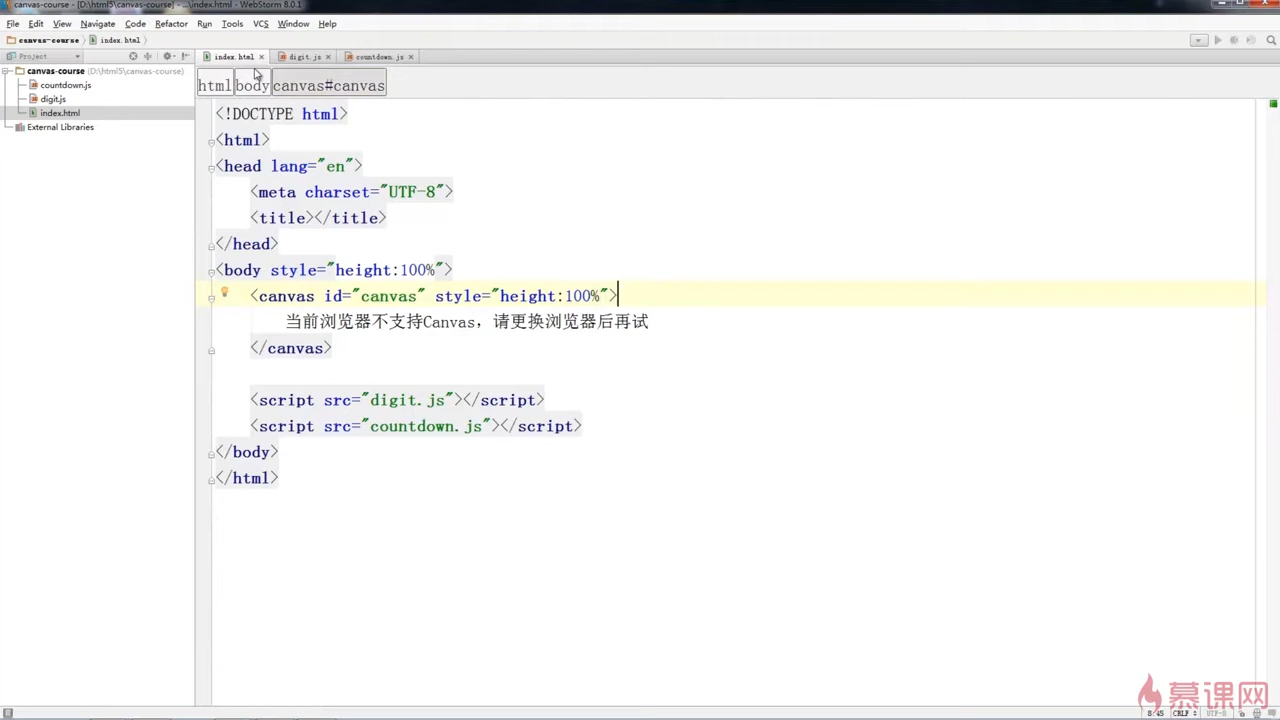 canvas-course - [D:\html5\canvas-course] - ...\index.html - WebStorm 8.0.1
File Edit View Navigate Code Refactor Run Tools VCS Window Help
canvas-course index.html
Project
index.html digit.js countdown.js
canvas-course (D:\html5\canvas-course)
countdown.js
digit.js
index.html
External Libraries
html body canvas#canvas
<!DOCTYPE html>
<html>
<head lang="en">
<meta charset="UTF-8">
<title></title>
</head>
<body style="height:100%">
<canvas id="canvas" style="height:100%">
当前浏览器不支持Canvas，请更换浏览器后再试
</canvas>
<script src="digit.js"></script>
<script src="countdown.js"></script>
</body>
</html>
慕课网
8:45 CRLF UTF-8